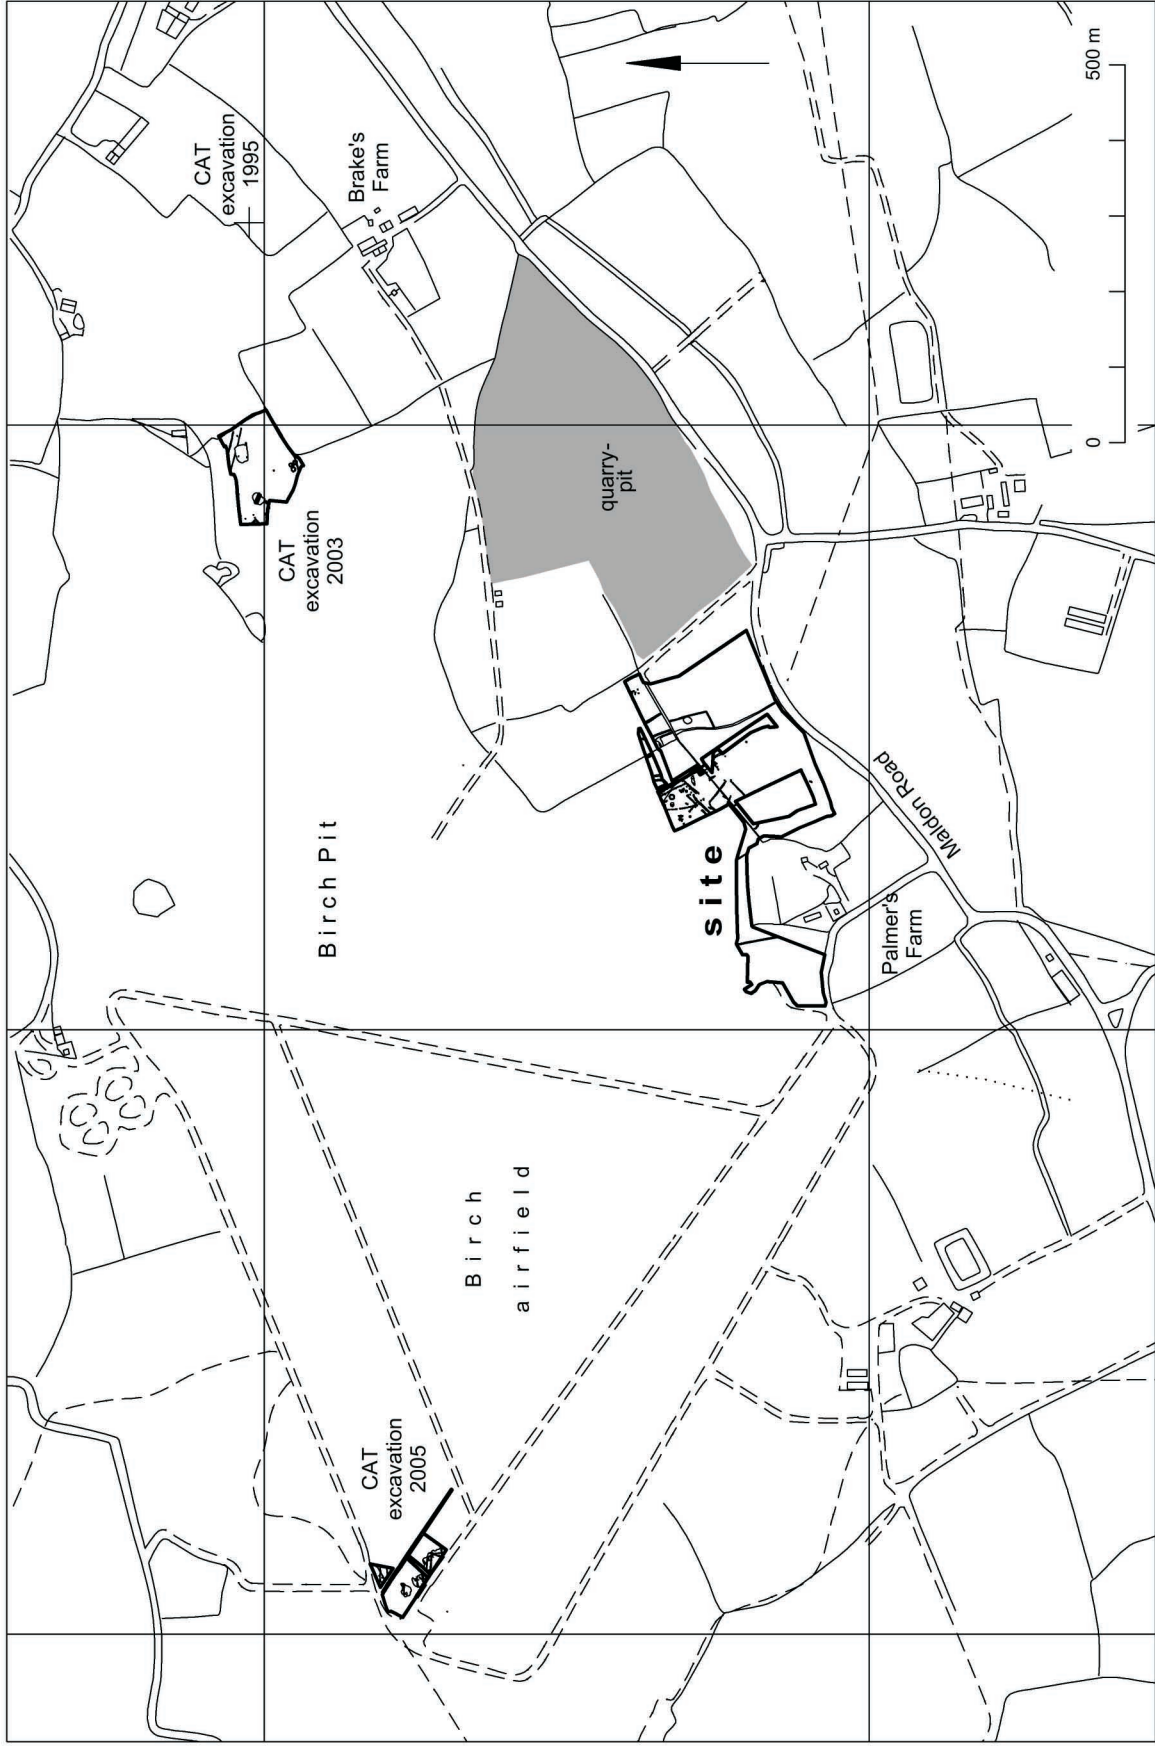 CAT
excavation
1995
Brake's
Farm
CAT
excavation
2003
quarry-
pit
Birch Pit
site
Maldon Road
Palmer's
Farm
Birch
airfield
CAT
excavation
2005
0
500 m